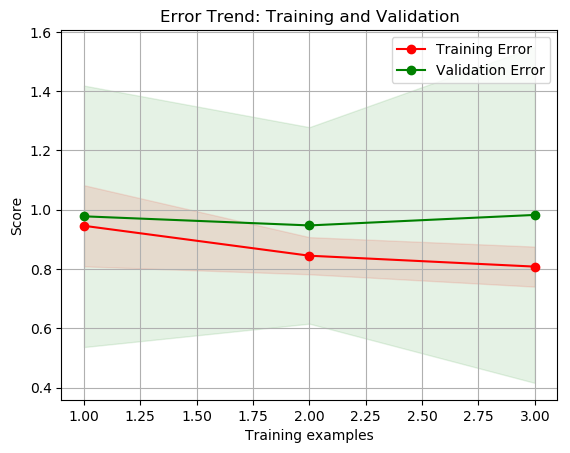 Error Trend: Training and Validation
Training Error
Validation Error
Score
1.6
1.4
1.2
1.0
0.8
0.6
0.4
1.00 1.25 1.50 1.75 2.00 2.25 2.50 2.75 3.00
Training examples